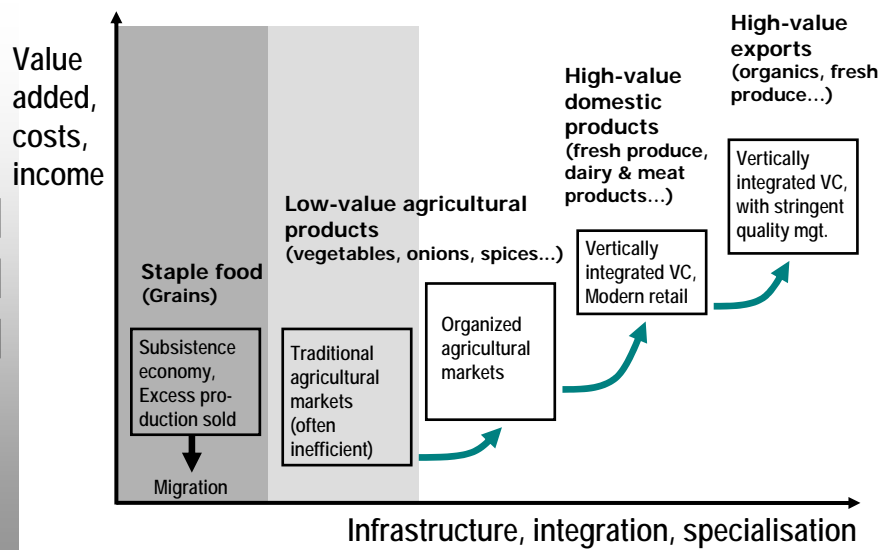 Value
added,
costs,
income
Staple food
(Grains)
Subsistence
economy,
Excess pro-
duction sold
Migration
Low-value agricultural
products
(vegetables, onions, spices...)
Traditional
agricultural
markets
(often
inefficient)
Organized
agricultural
markets
High-value
domestic
products
(fresh produce,
dairy & meat
products...)
Vertically
integrated VC,
Modern retail
High-value
exports
(organics, fresh
produce...)
Vertically
integrated VC,
with stringent
quality mgt.
Infrastructure, integration, specialisation